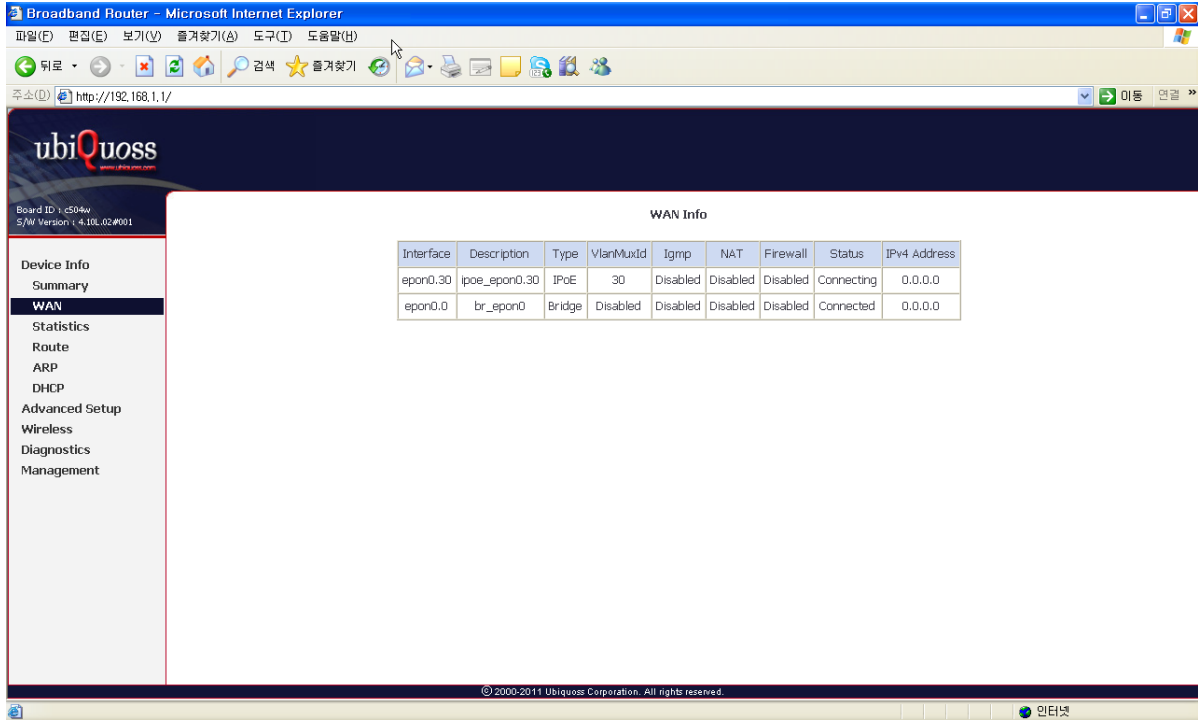 Broadband Router - Microsoft Internet Explorer
파일(F) 편집(E) 보기(V) 즐겨찾기(A) 도구(T) 도움말(H)
뒤로 검색 즐겨찾기
주소(D) http://192.168.1.1/ 이동 연결 »
ubiQuoss
www.ubiquoss.com
Board ID : c504w
S/W Version : 4.10L.02#001
Device Info
Summary
WAN
Statistics
Route
ARP
DHCP
Advanced Setup
Wireless
Diagnostics
Management
WAN Info
Interface Description Type VlanMuxId Igmp NAT Firewall Status IPv4 Address
epon0.30 ipoe_epon0.30 IPoE 30 Disabled Disabled Disabled Connecting 0.0.0.0
epon0.0 br_epon0 Bridge Disabled Disabled Disabled Disabled Connected 0.0.0.0
© 2000-2011 Ubiquoss Corporation. All rights reserved.
인터넷